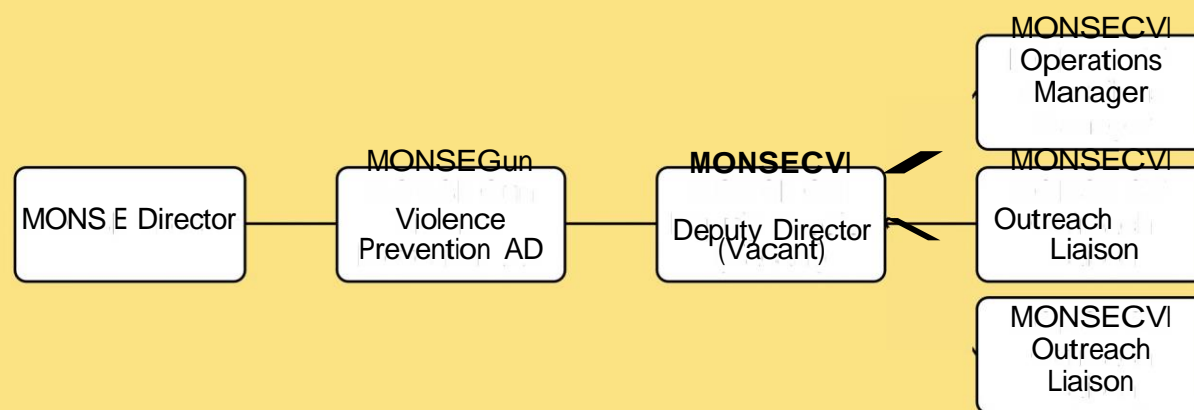 MONS E Director
MONSEGun
Violence
Prevention AD
MONSECVI
Deputy Director
(Vacant)
MONSECVI
Operations
Manager
MONSECVI
Outreach
Liaison
MONSECVI
Outreach
Liaison